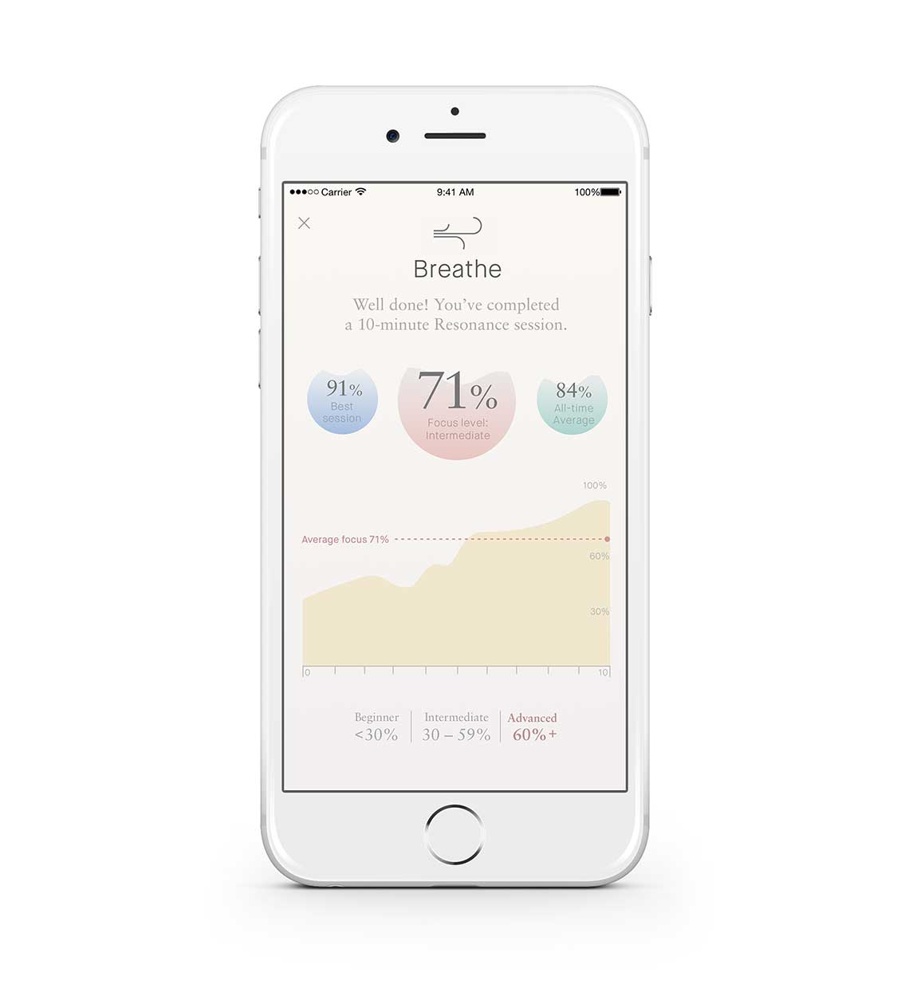 Carrier 9:41 AM 100%
Breathe
Well done! You’ve completed
a 10-minute Resonance session.
91%
Best
session
71%
Focus level:
Intermediate
84%
All-time
Average
100%
Average focus 71%
60%
30%
0 10
Beginner Intermediate Advanced
<30% 30 – 59% 60%+